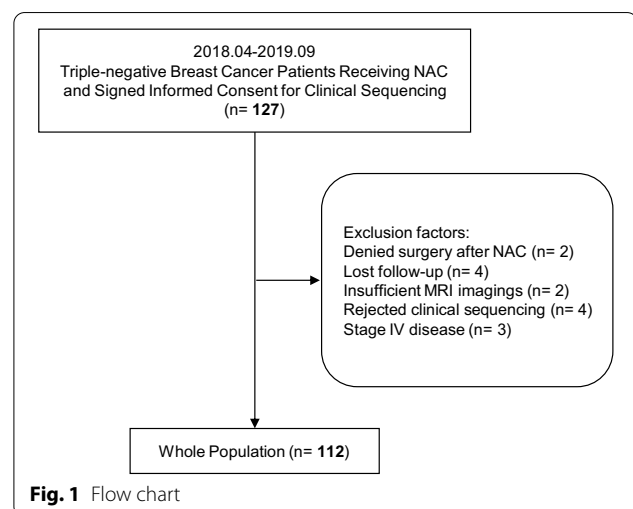 2018.04-2019.09
Triple-negative Breast Cancer Patients Receiving NAC
and Signed Informed Consent for Clinical Sequencing
(n= 127)
Exclusion factors:
Denied surgery after NAC (n= 2)
Lost follow-up (n= 4)
Insufficient MRI imagings (n= 2)
Rejected clinical sequencing (n= 4)
Stage IV disease (n= 3)
Whole Population (n= 112)
Fig. 1 Flow chart